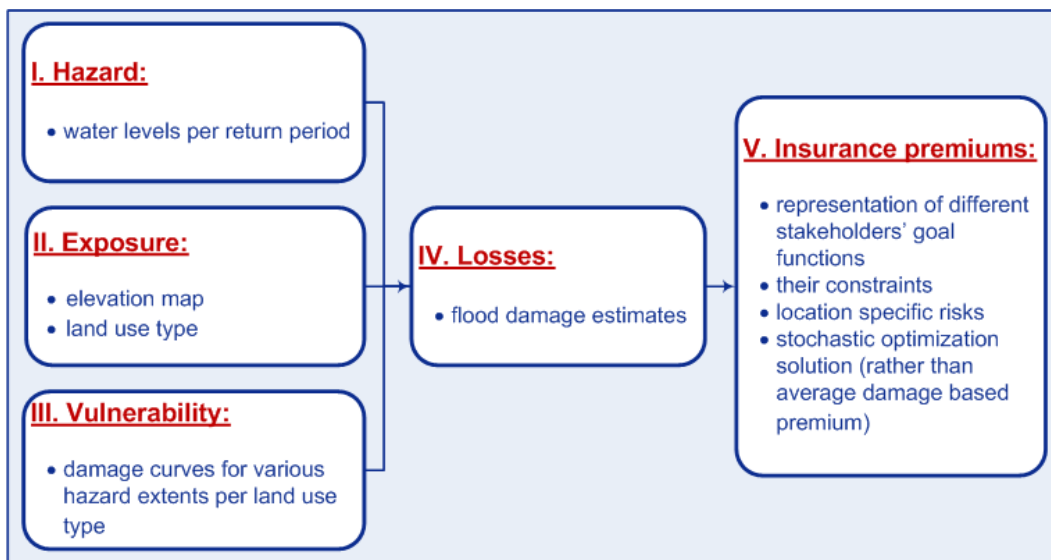 I. Hazard:
• water levels per return period
II. Exposure:
• elevation map
• land use type
III. Vulnerability:
• damage curves for various
hazard extents per land use
type
IV. Losses:
• flood damage estimates
V. Insurance premiums:
• representation of different
stakeholders' goal
functions
• their constraints
• location specific risks
• stochastic optimization
solution (rather than
average damage based
premium)